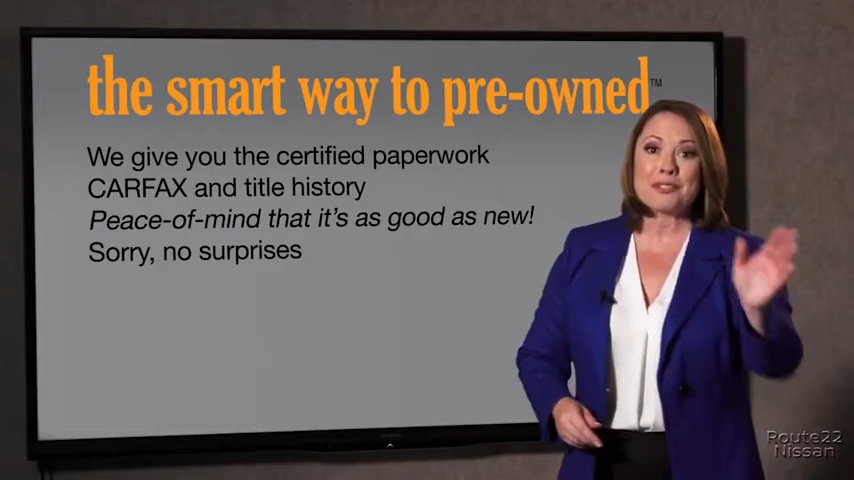 the smart way to pre-owned™
We give you the certified paperwork
CARFAX and title history
Peace-of-mind that it's as good as new!
Sorry, no surprises
Route22
Nissan